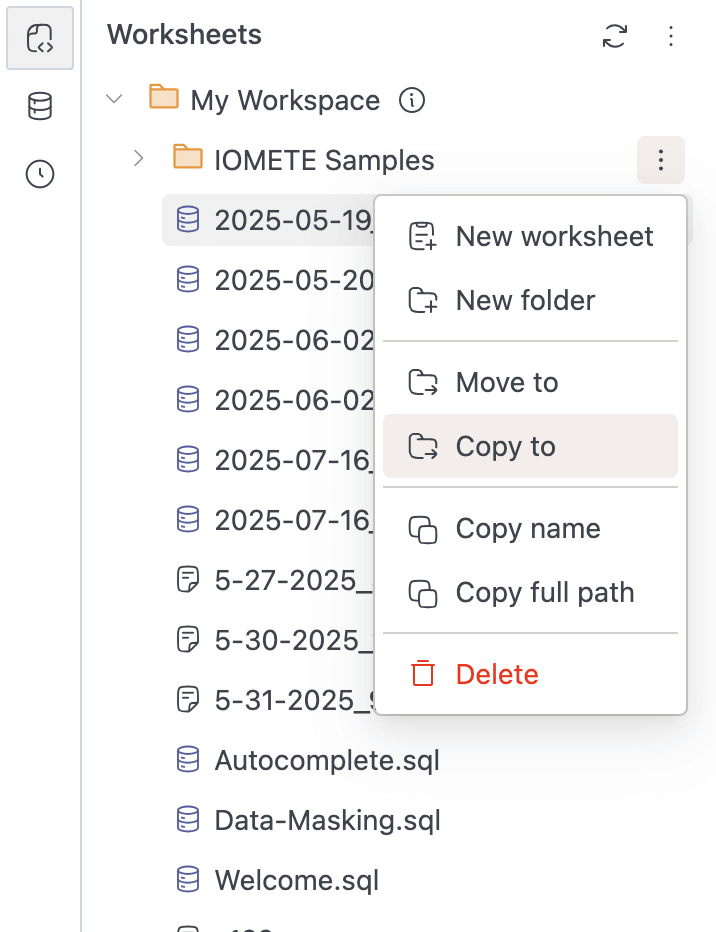 Worksheets
My Workspace
IOMETE Samples
2025-05-19_
2025-05-20
2025-06-02
2025-06-02
2025-07-16_
2025-07-16_
5-27-2025_
5-30-2025_
5-31-2025_9
Autocomplete.sql
Data-Masking.sql
Welcome.sql
New worksheet
New folder
Move to
Copy to
Copy name
Copy full path
Delete